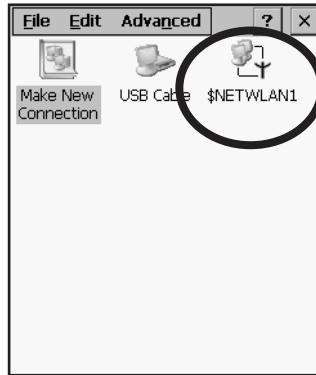 File Edit Advanced ? ×
Make New Connection
USB Cable
$NETWLAN1